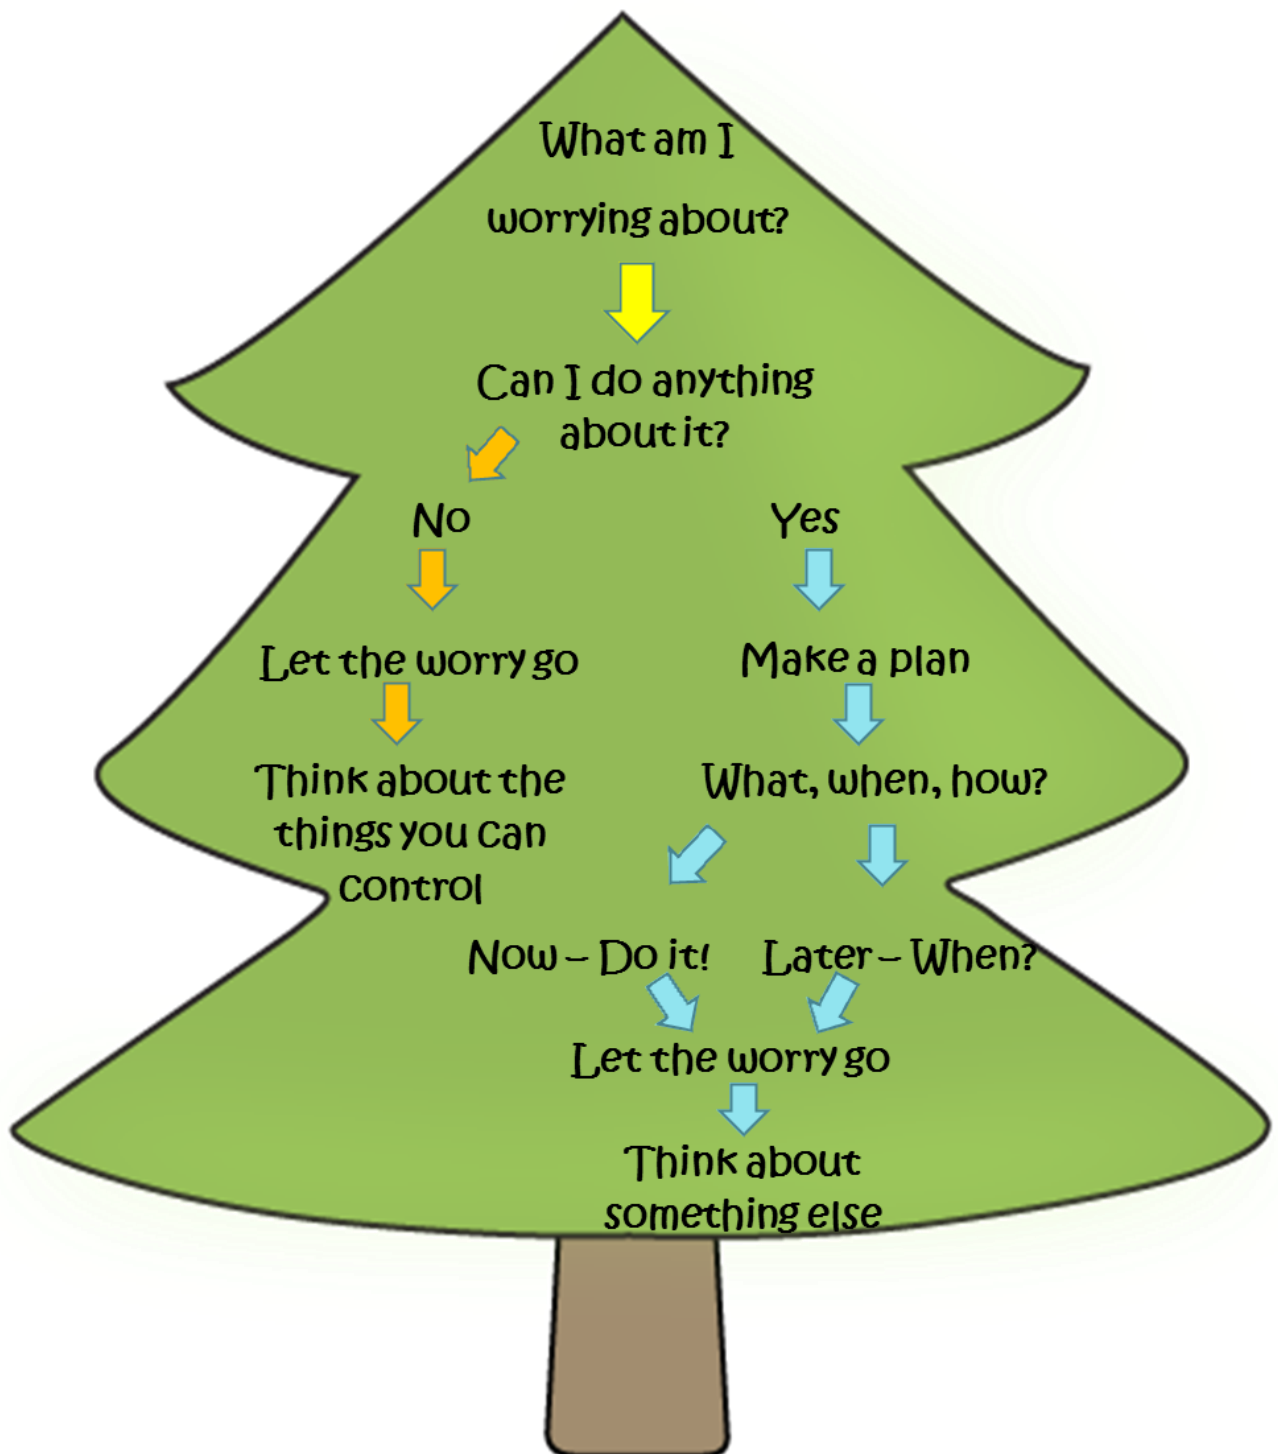 What am I
worrying about?
Can I do anything
about it?
No
Yes
Let the worry go
Make a plan
Think about the
things you can
control
What, when, how?
Now – Do it!
Later – When?
Let the worry go
Think about
something else